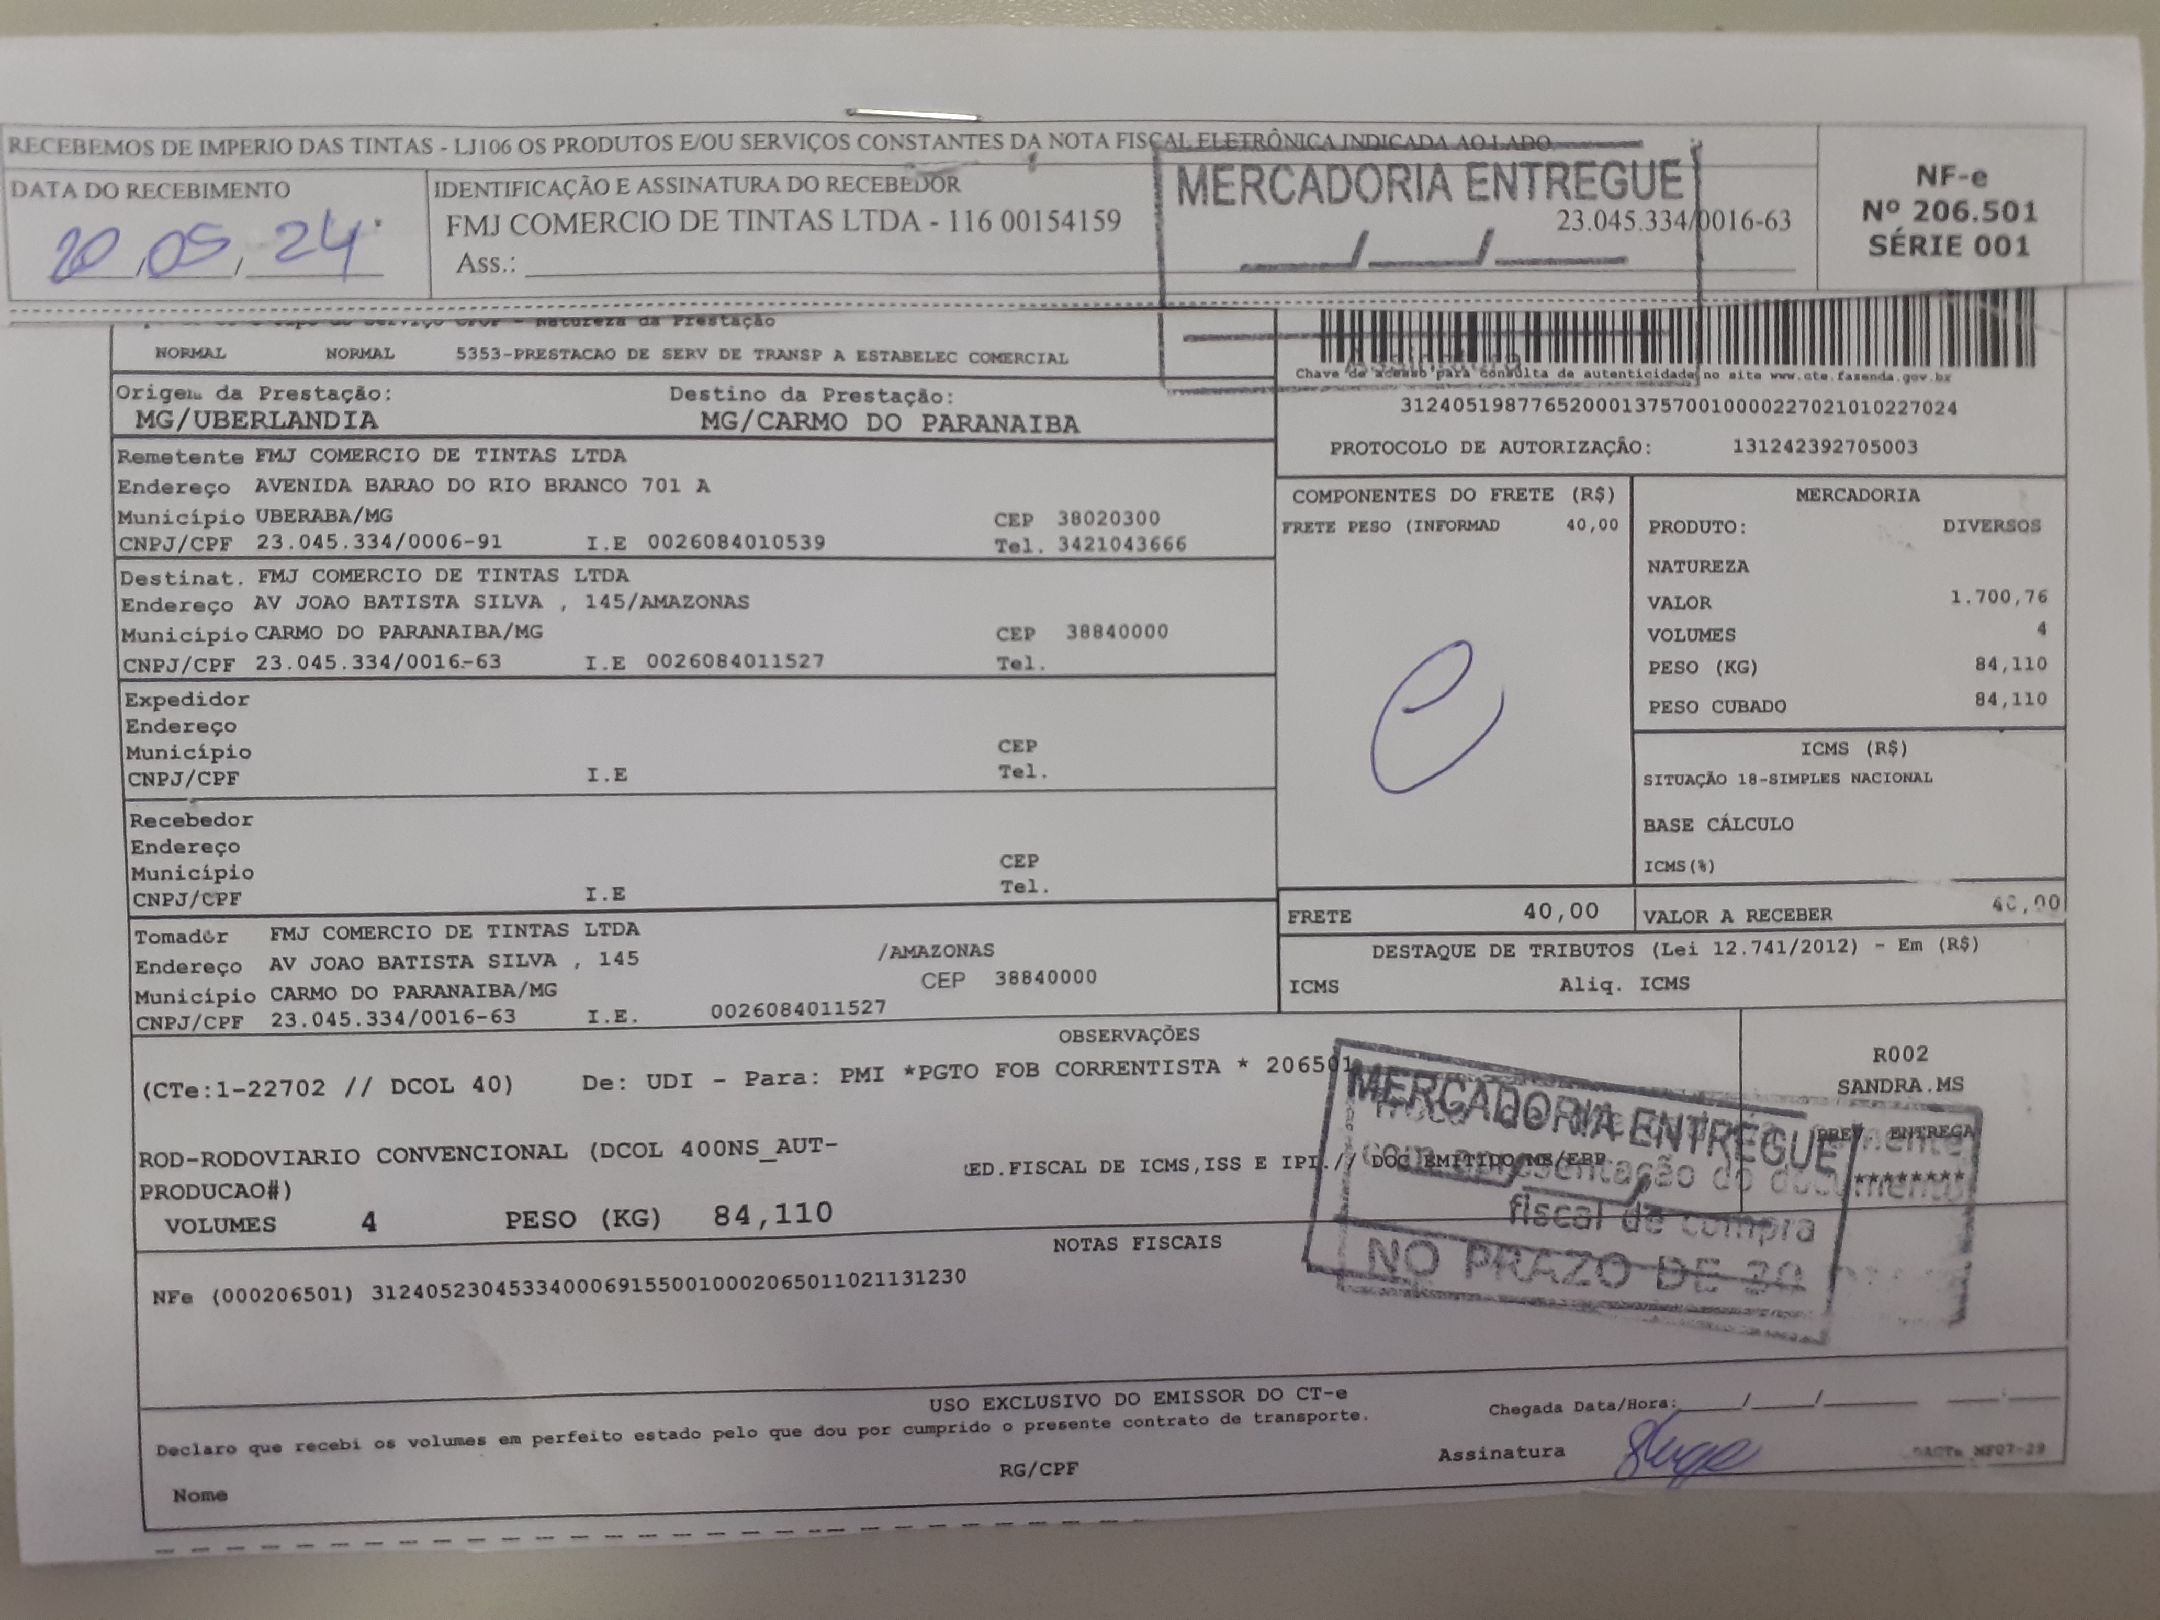 RECEBEMOS DE IMPERIO DAS TINTAS - LJ106 OS PRODUTOS E/OU SERVIÇOS CONSTANTES DA NOTA FISCAL ELETRÔNICA INDICADA AO LADO
DATA DO RECEBIMENTO
20, 05, 24
IDENTIFICAÇÃO E ASSINATURA DO RECEBEDOR
FMJ COMERCIO DE TINTAS LTDA - 116 00154159 23.045.334/0016-63
Ass.:
MERCADORIA ENTREGUE
NF-e
Nº 206.501
SÉRIE 001
Natureza da Prestação
NORMAL NORMAL 5353-PRESTACAO DE SERV DE TRANSP A ESTABELEC COMERCIAL
Chave de acesso para consulta de autenticidade no site www.cte.fazenda.gov.br
31240519877652000137570010000227021010227024
PROTOCOLO DE AUTORIZAÇÃO: 131242392705003
Origem da Prestação: Destino da Prestação:
MG/UBERLANDIA MG/CARMO DO PARANAIBA
Remetente FMJ COMERCIO DE TINTAS LTDA
Endereço AVENIDA BARAO DO RIO BRANCO 701 A
Município UBERABA/MG CEP 38020300
CNPJ/CPF 23.045.334/0006-91 I.E 0026084010539 Tel. 3421043666
Destinat. FMJ COMERCIO DE TINTAS LTDA
Endereço AV JOAO BATISTA SILVA , 145/AMAZONAS
Município CARMO DO PARANAIBA/MG CEP 38840000
CNPJ/CPF 23.045.334/0016-63 I.E 0026084011527 Tel.
Expedidor
Endereço
Município CEP
CNPJ/CPF I.E Tel.
Recebedor
Endereço
Município CEP
CNPJ/CPF I.E Tel.
Tomador FMJ COMERCIO DE TINTAS LTDA
Endereço AV JOAO BATISTA SILVA , 145 /AMAZONAS
Município CARMO DO PARANAIBA/MG CEP 38840000
CNPJ/CPF 23.045.334/0016-63 I.E. 0026084011527
COMPONENTES DO FRETE (R$)
FRETE PESO (INFORMAD 40,00
MERCADORIA
PRODUTO: DIVERSOS
NATUREZA
VALOR 1.700,76
VOLUMES 4
PESO (KG) 84,110
PESO CUBADO 84,110
ICMS (R$)
SITUAÇÃO 18-SIMPLES NACIONAL
BASE CÁLCULO
ICMS(%)
FRETE 40,00
VALOR A RECEBER 40,00
DESTAQUE DE TRIBUTOS (Lei 12.741/2012) - Em (R$)
ICMS Aliq. ICMS
OBSERVAÇÕES
(CTe:1-22702 // DCOL 40) De: UDI - Para: PMI *PGTO FOB CORRENTISTA * 206501
R002
SANDRA.MS
PREV. ENTREGA
********
ROD-RODOVIARIO CONVENCIONAL (DCOL 400NS_AUT-
PRODUCAO#)
ED.FISCAL DE ICMS,ISS E IPI.// DOC EMITIDO
VOLUMES 4 PESO (KG) 84,110
MERCADORIA ENTREGUE
fiscal de compra
NO PRAZO DE
NOTAS FISCAIS
NFe (000206501) 31240523045334000691550010002065011021131230
USO EXCLUSIVO DO EMISSOR DO CT-e
Declaro que recebi os volumes em perfeito estado pelo que dou por cumprido o presente contrato de transporte.
Chegada Data/Hora:
Assinatura
Nome RG/CPF